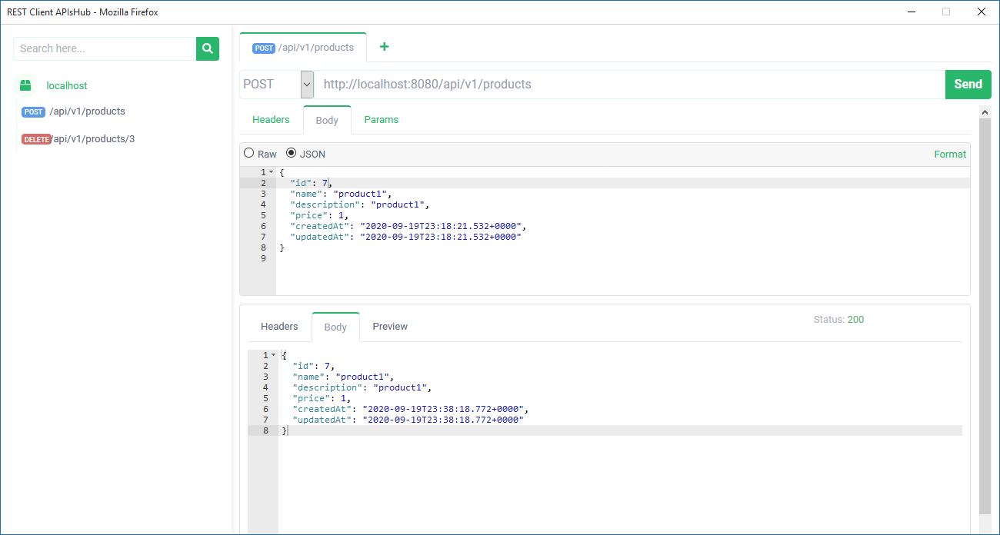 REST Client APIsHub - Mozilla Firefox
Search here...
localhost
POST /api/v1/products
DELETE /api/v1/products/3
POST /api/v1/products +
POST http://localhost:8080/api/v1/products Send
Headers Body Params
Raw JSON Format
1 {
2 "id": 7,
3 "name": "product1",
4 "description": "product1",
5 "price": 1,
6 "createdAt": "2020-09-19T23:18:21.532+0000",
7 "updatedAt": "2020-09-19T23:18:21.532+0000"
8 }
9
Headers Body Preview Status: 200
1 {
2 "id": 7,
3 "name": "product1",
4 "description": "product1",
5 "price": 1,
6 "createdAt": "2020-09-19T23:38:18.772+0000",
7 "updatedAt": "2020-09-19T23:38:18.772+0000"
8 }